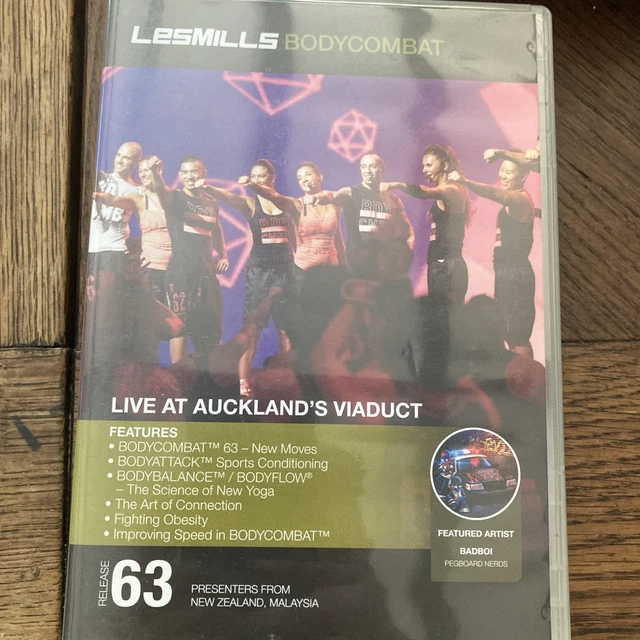 LESMILLS BODYCOMBAT
LIVE AT AUCKLAND'S VIADUCT
FEATURES
• BODYCOMBAT™ 63 – New Moves
• BODYATTACK™ Sports Conditioning
• BODYBALANCE™ / BODYFLOW®
– The Science of New Yoga
• The Art of Connection
• Fighting Obesity
• Improving Speed in BODYCOMBAT™
FEATURED ARTIST
BADBOI
PEGBOARD NERDS
RELEASE
63
PRESENTERS FROM
NEW ZEALAND, MALAYSIA